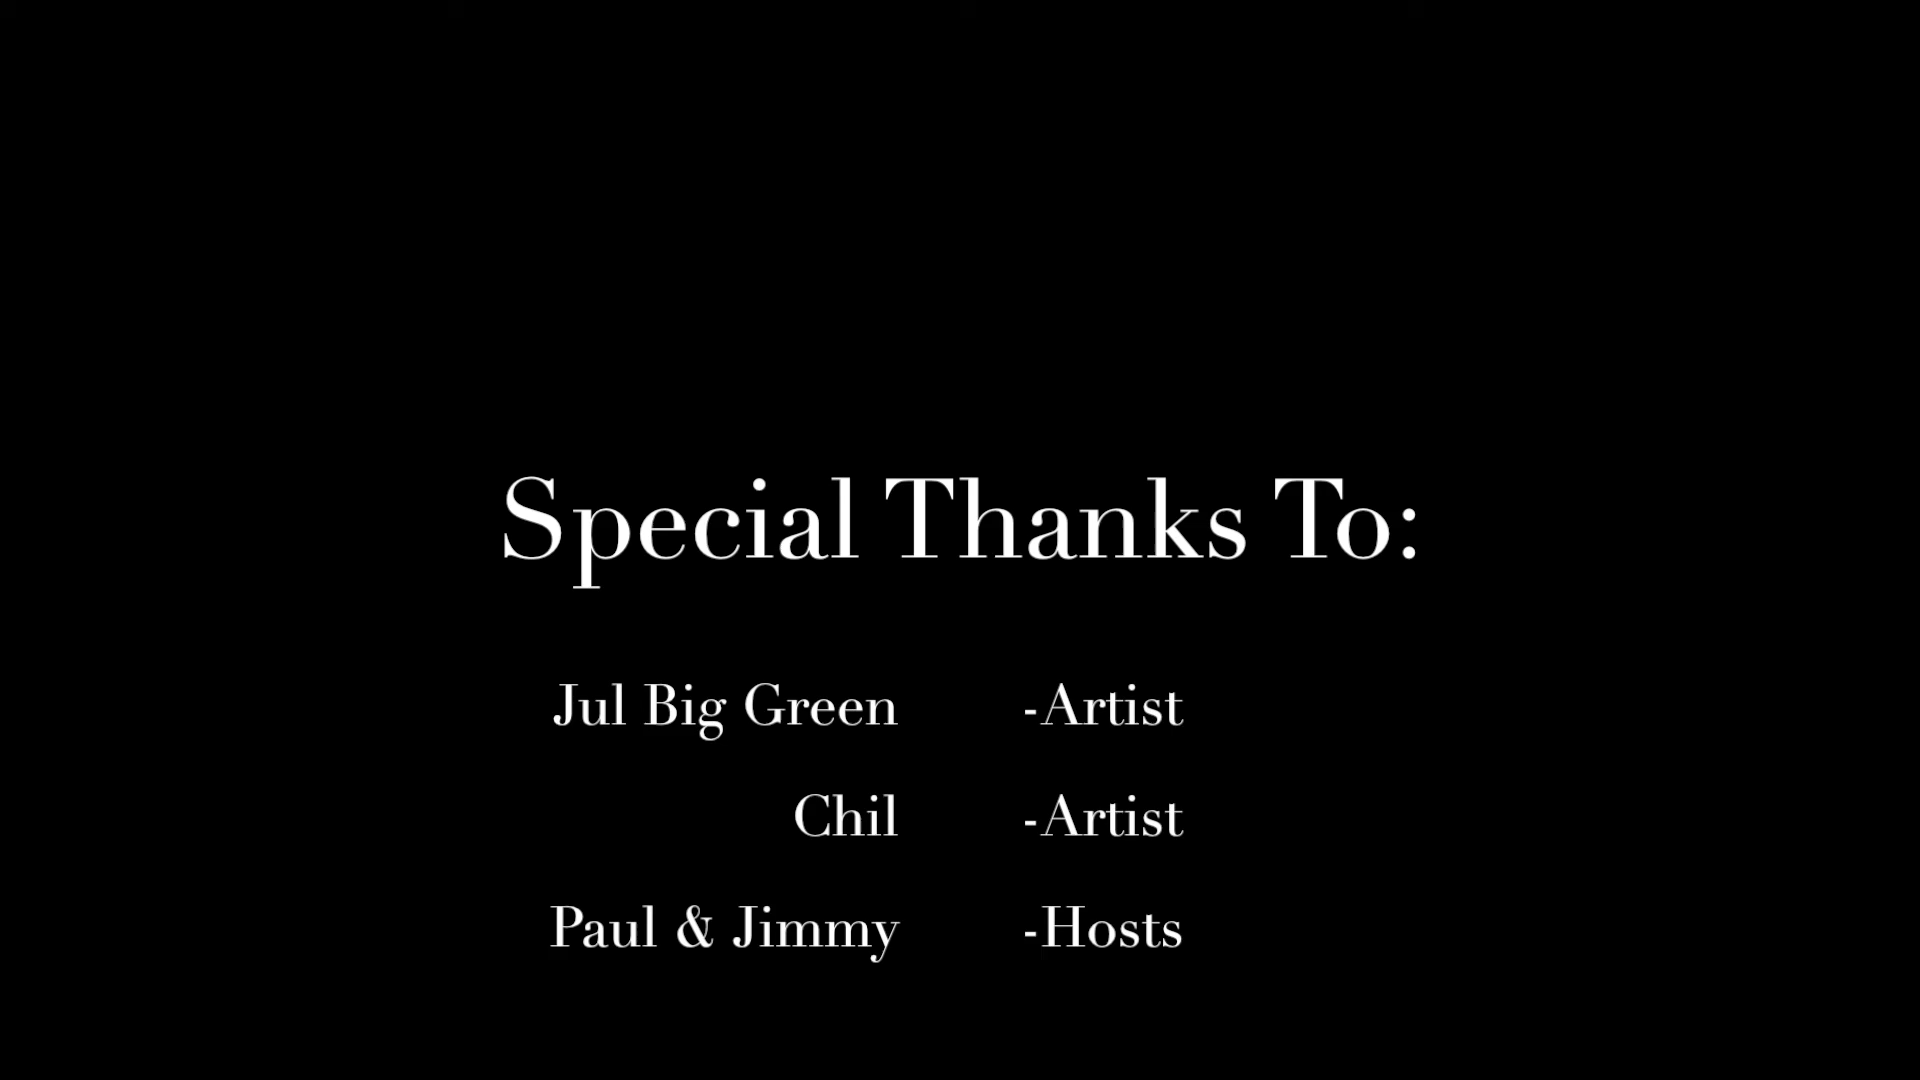 Special Thanks To:
Jul Big Green -Artist
Chil -Artist
Paul & Jimmy -Hosts